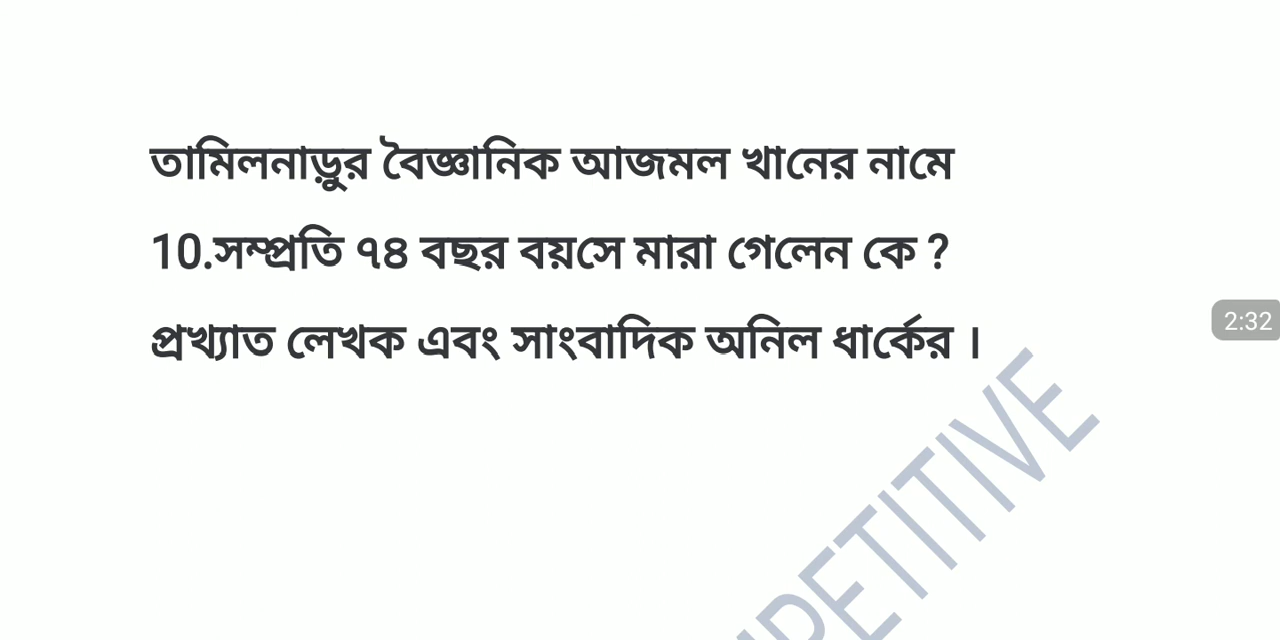 তামিলনাড়ুর বৈজ্ঞানিক আজমল খানের নামে
10.সম্প্রতি ৭৪ বছর বয়সে মারা গেলেন কে ?
প্রখ্যাত লেখক এবং সাংবাদিক অনিল ধার্কের ।
2:32